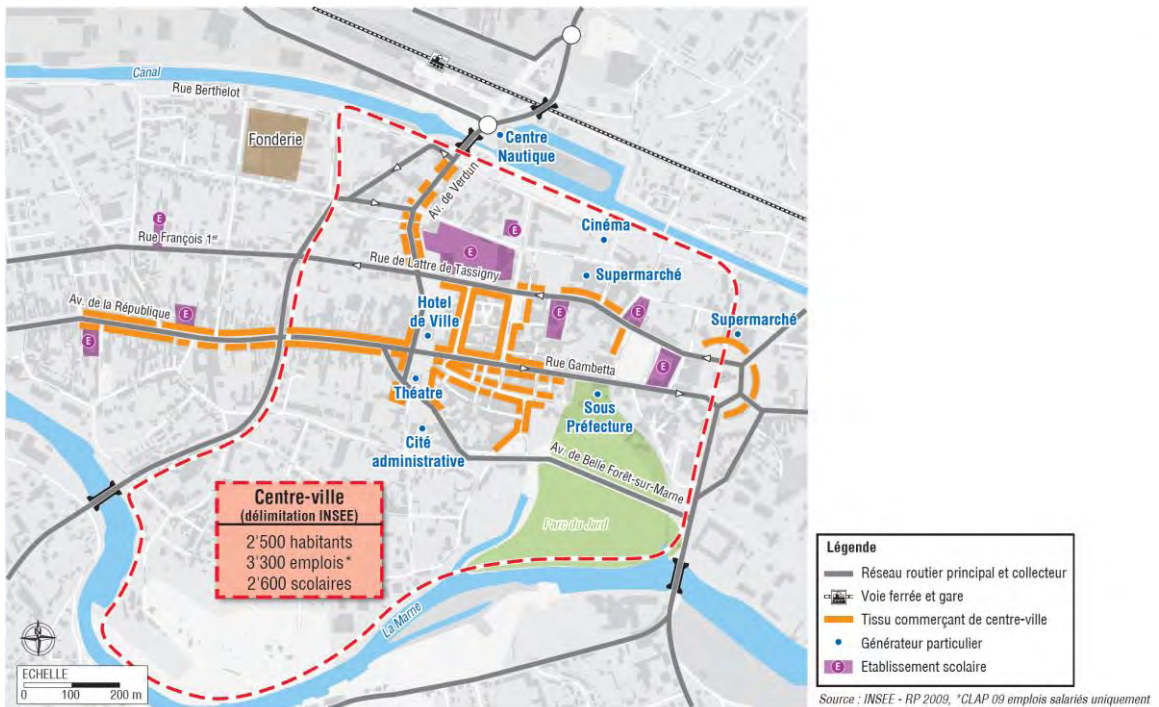 Canal
Rue Berthelot
Fonderie
Centre
Nautique
Av. de Verdun
E
E
Cinéma
Rue François 1er
Rue de Lattre de Tassigny
E
Supermarché
Av. de la République
E
Hotel
de Ville
E
E
Supermarché
E
Rue Gambetta
E
Théatre
Sous
Préfecture
Cité
administrative
Av. de Belle Forêt-sur-Marne
Centre-ville
(délimitation INSEE)
2'500 habitants
3'300 emplois*
2'600 scolaires
Parc du Jard
La Marne
N
ECHELLE
0 100 200 m
Légende
Réseau routier principal et collecteur
Voie ferrée et gare
Tissu commerçant de centre-ville
Générateur particulier
E Etablissement scolaire
Source : INSEE - RP 2009, *CLAP 09 emplois salariés uniquement